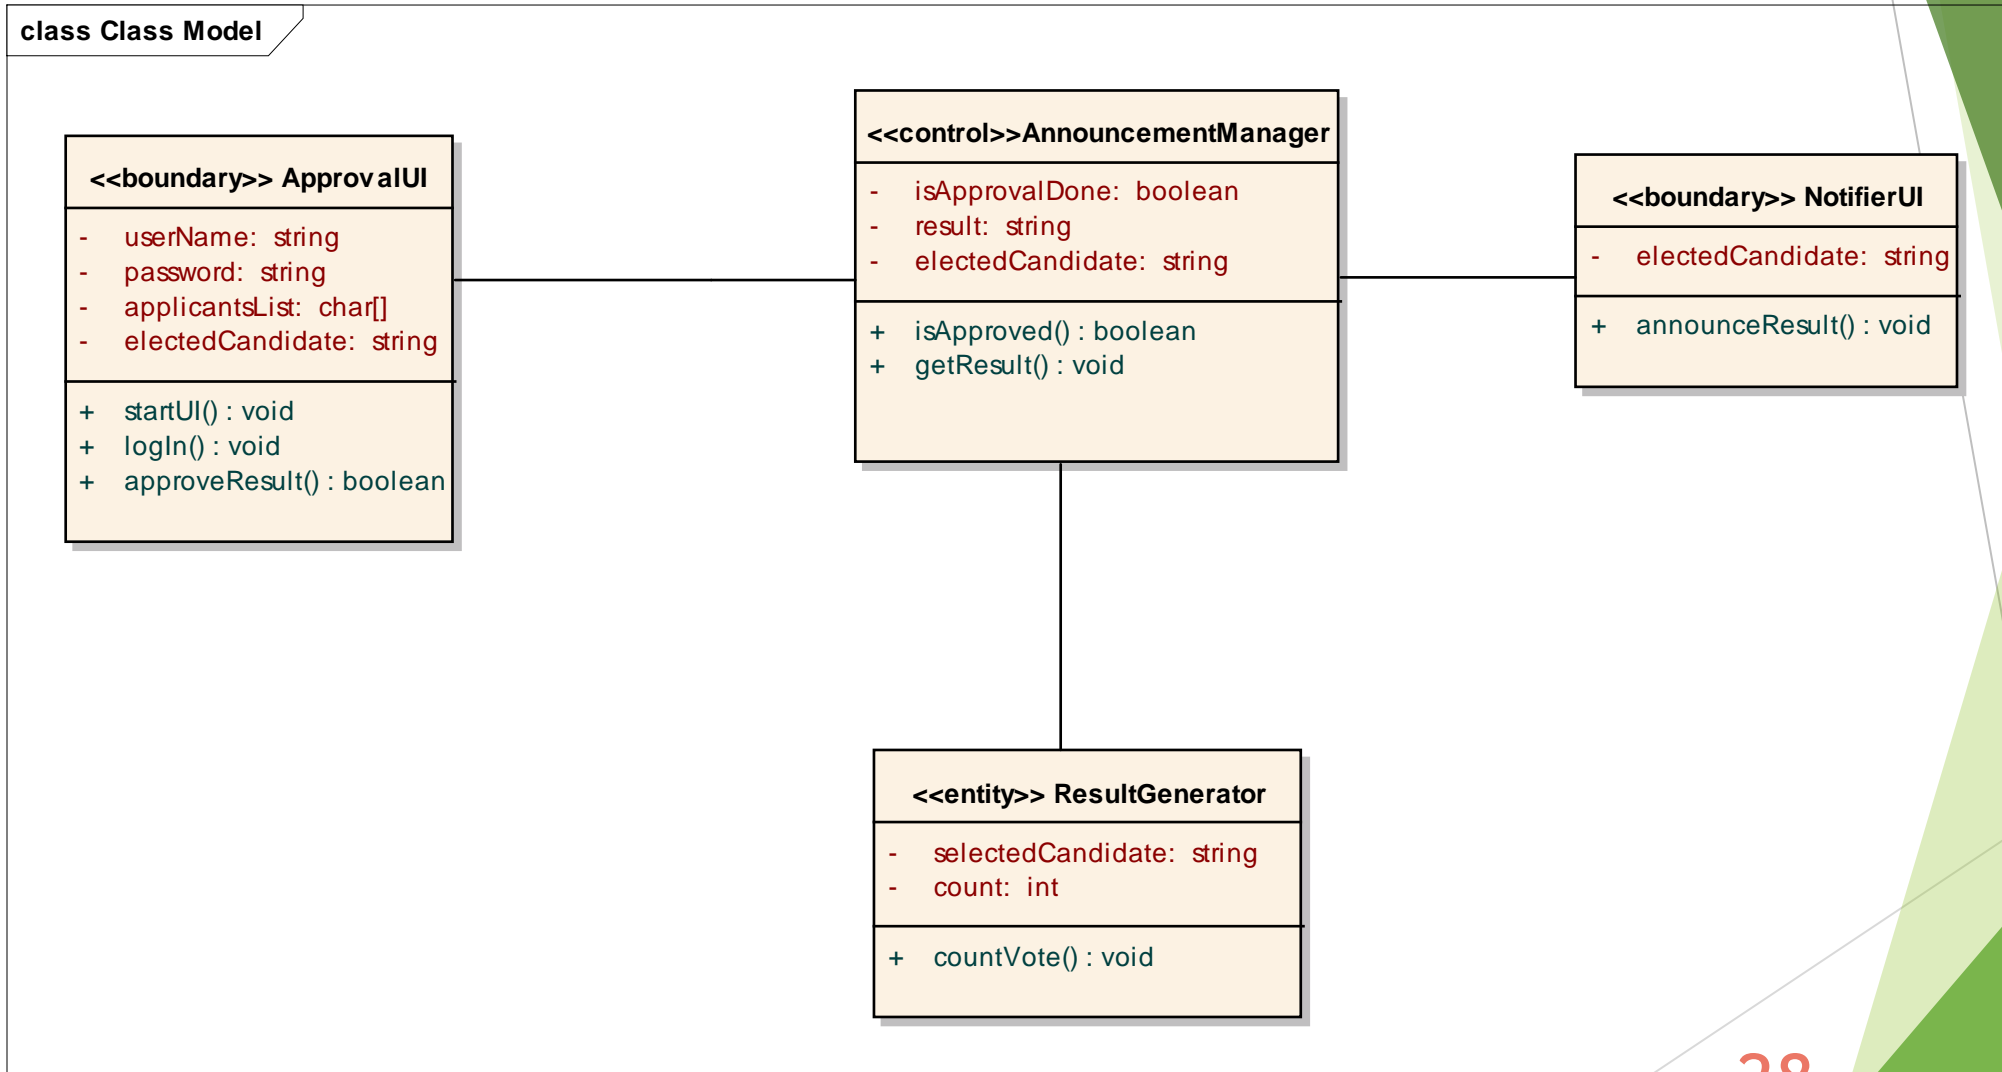 class Class Model
<<boundary>> ApprovalUI
- userName: string
- password: string
- applicantsList: char[]
- electedCandidate: string
+ startUI() : void
+ logIn() : void
+ approveResult() : boolean
<<control>>AnnouncementManager
- isApprovalDone: boolean
- result: string
- electedCandidate: string
+ isApproved() : boolean
+ getResult() : void
<<boundary>> NotifierUI
- electedCandidate: string
+ announceResult() : void
<<entity>> ResultGenerator
- selectedCandidate: string
- count: int
+ countVote() : void